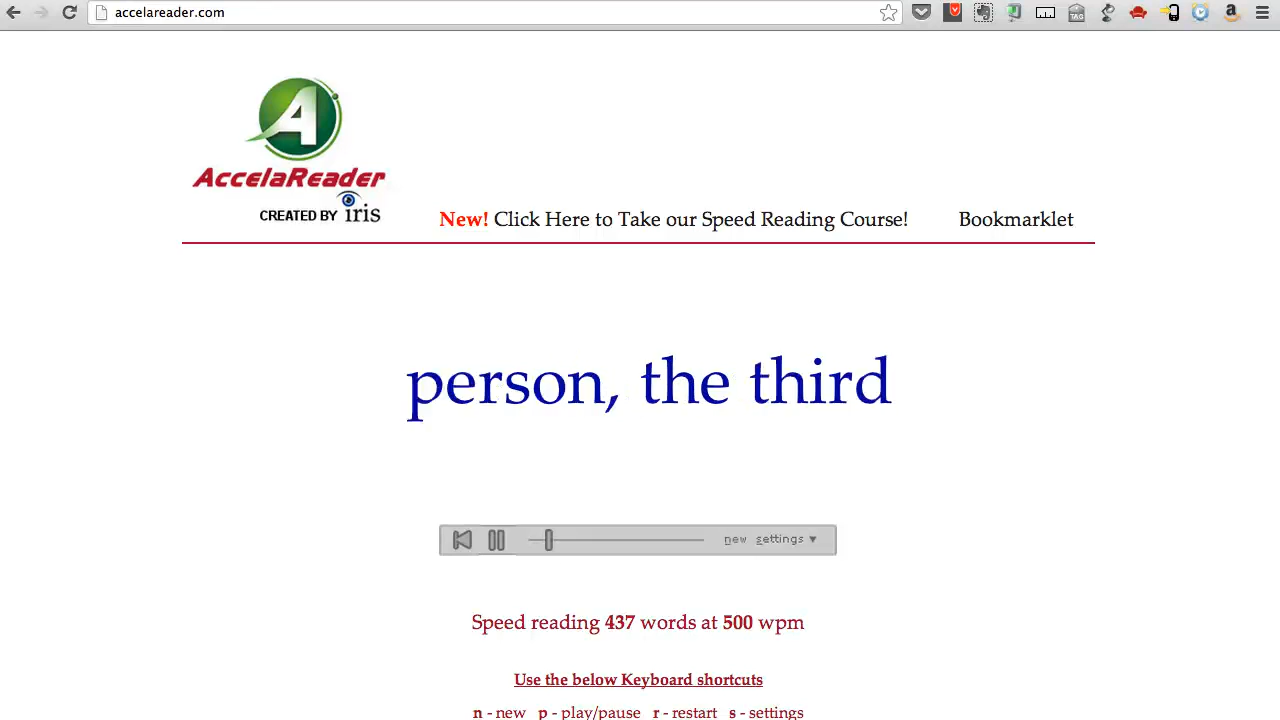 accelareader.com
TAG
a
A
AccelaReader
CREATED BY iris
New! Click Here to Take our Speed Reading Course!
Bookmarklet
person, the third
new settings ▼
Speed reading 437 words at 500 wpm
Use the below Keyboard shortcuts
n - new p - play/pause r - restart s - settings